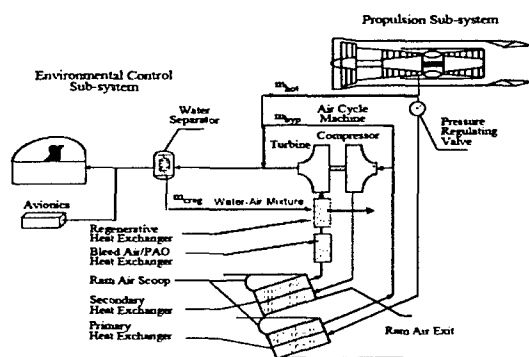 Propulsion Sub-system
Environmental Control
Sub-system
Water
Separator
m_hot
m_byp
Air Cycle
Machine
Compressor
Turbine
Pressure
Regulating
Valve
m_creg
Water-Air Mixture
Avionics
Regenerative
Heat Exchanger
Bleed Air/PAO
Heat Exchanger
Ram Air Scoop
Secondary
Heat Exchanger
Primary
Heat Exchanger
Ram Air Exit